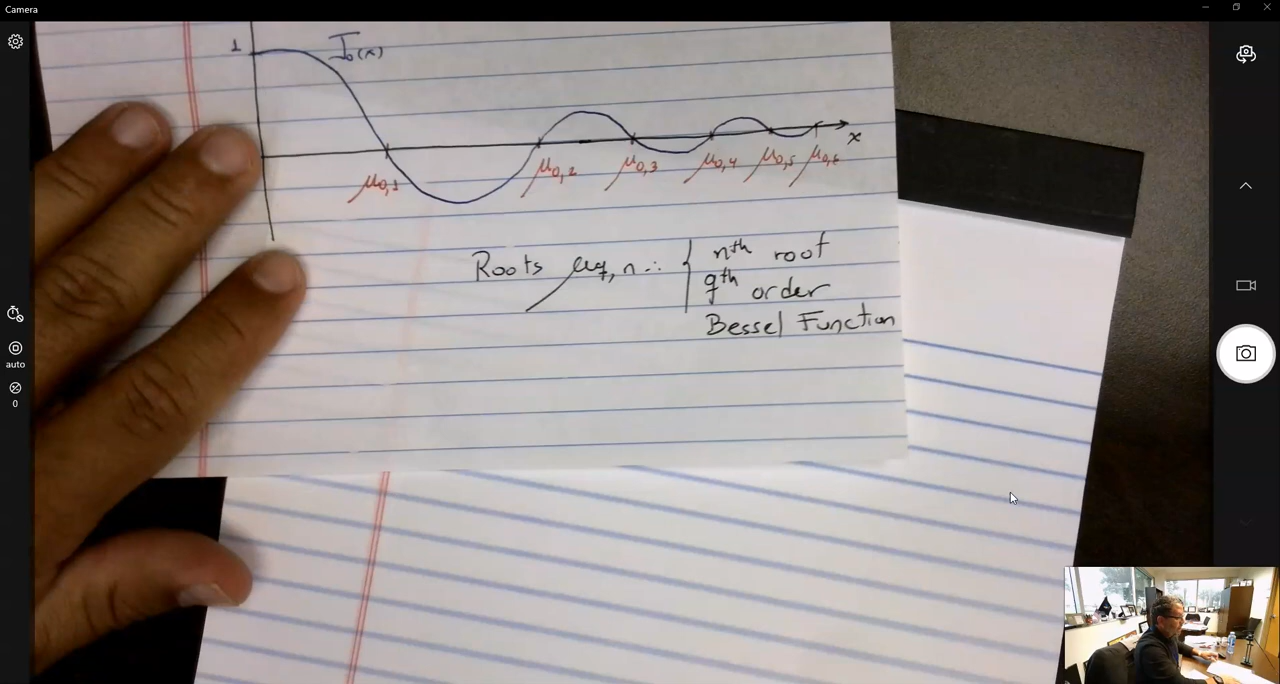 Camera
1
J₀(x)
x
μ₀,₁ μ₀,₂ μ₀,₃ μ₀,₄ μ₀,₅ μ₀,₆
Roots μq,n ∴ { nth root
qth order
Bessel Function
auto
0